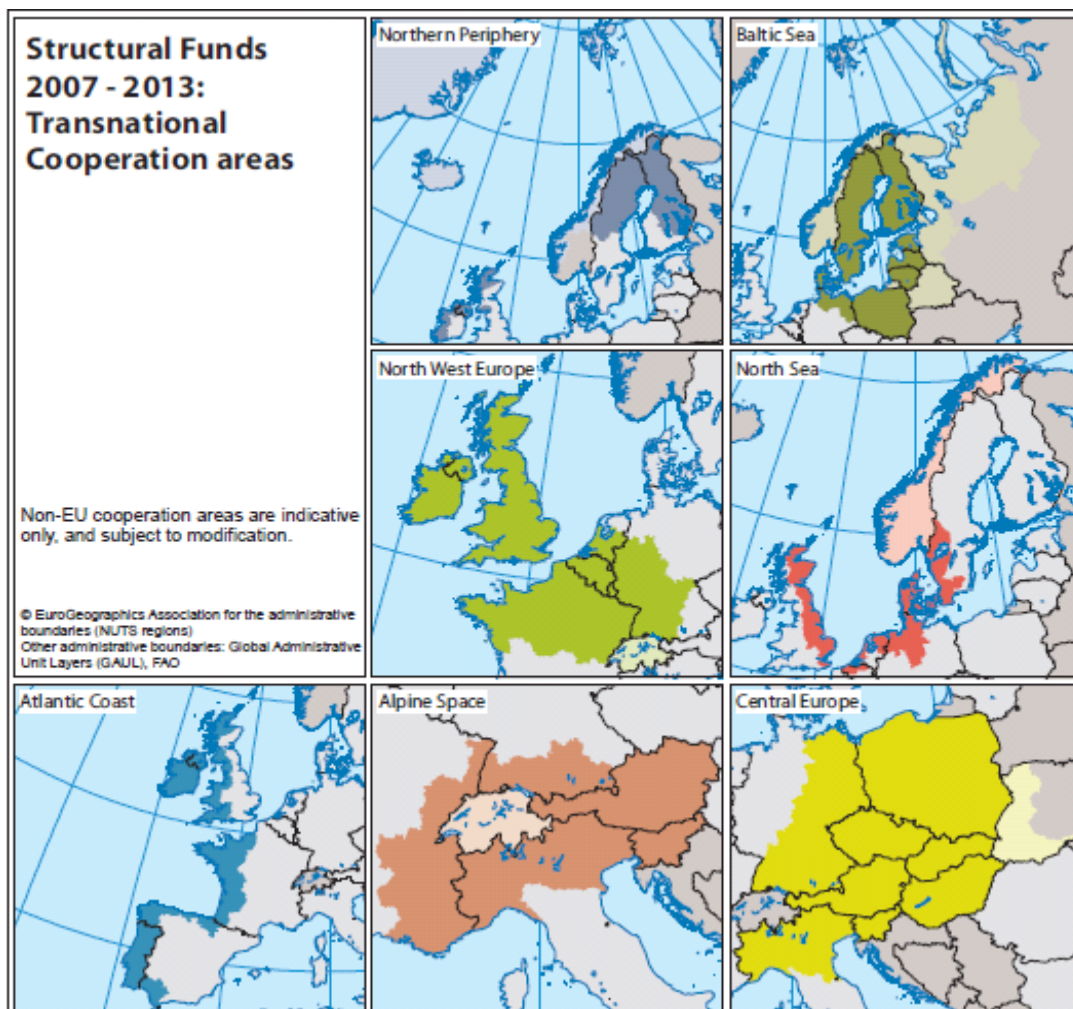 Structural Funds
2007 - 2013:
Transnational
Cooperation areas
Non-EU cooperation areas are indicative
only, and subject to modification.
© EuroGeographics Association for the administrative
boundaries (NUTS regions)
Other administrative boundaries: Global Administrative
Unit Layers (GAUL), FAO
Northern Periphery
Baltic Sea
North West Europe
North Sea
Atlantic Coast
Alpine Space
Central Europe